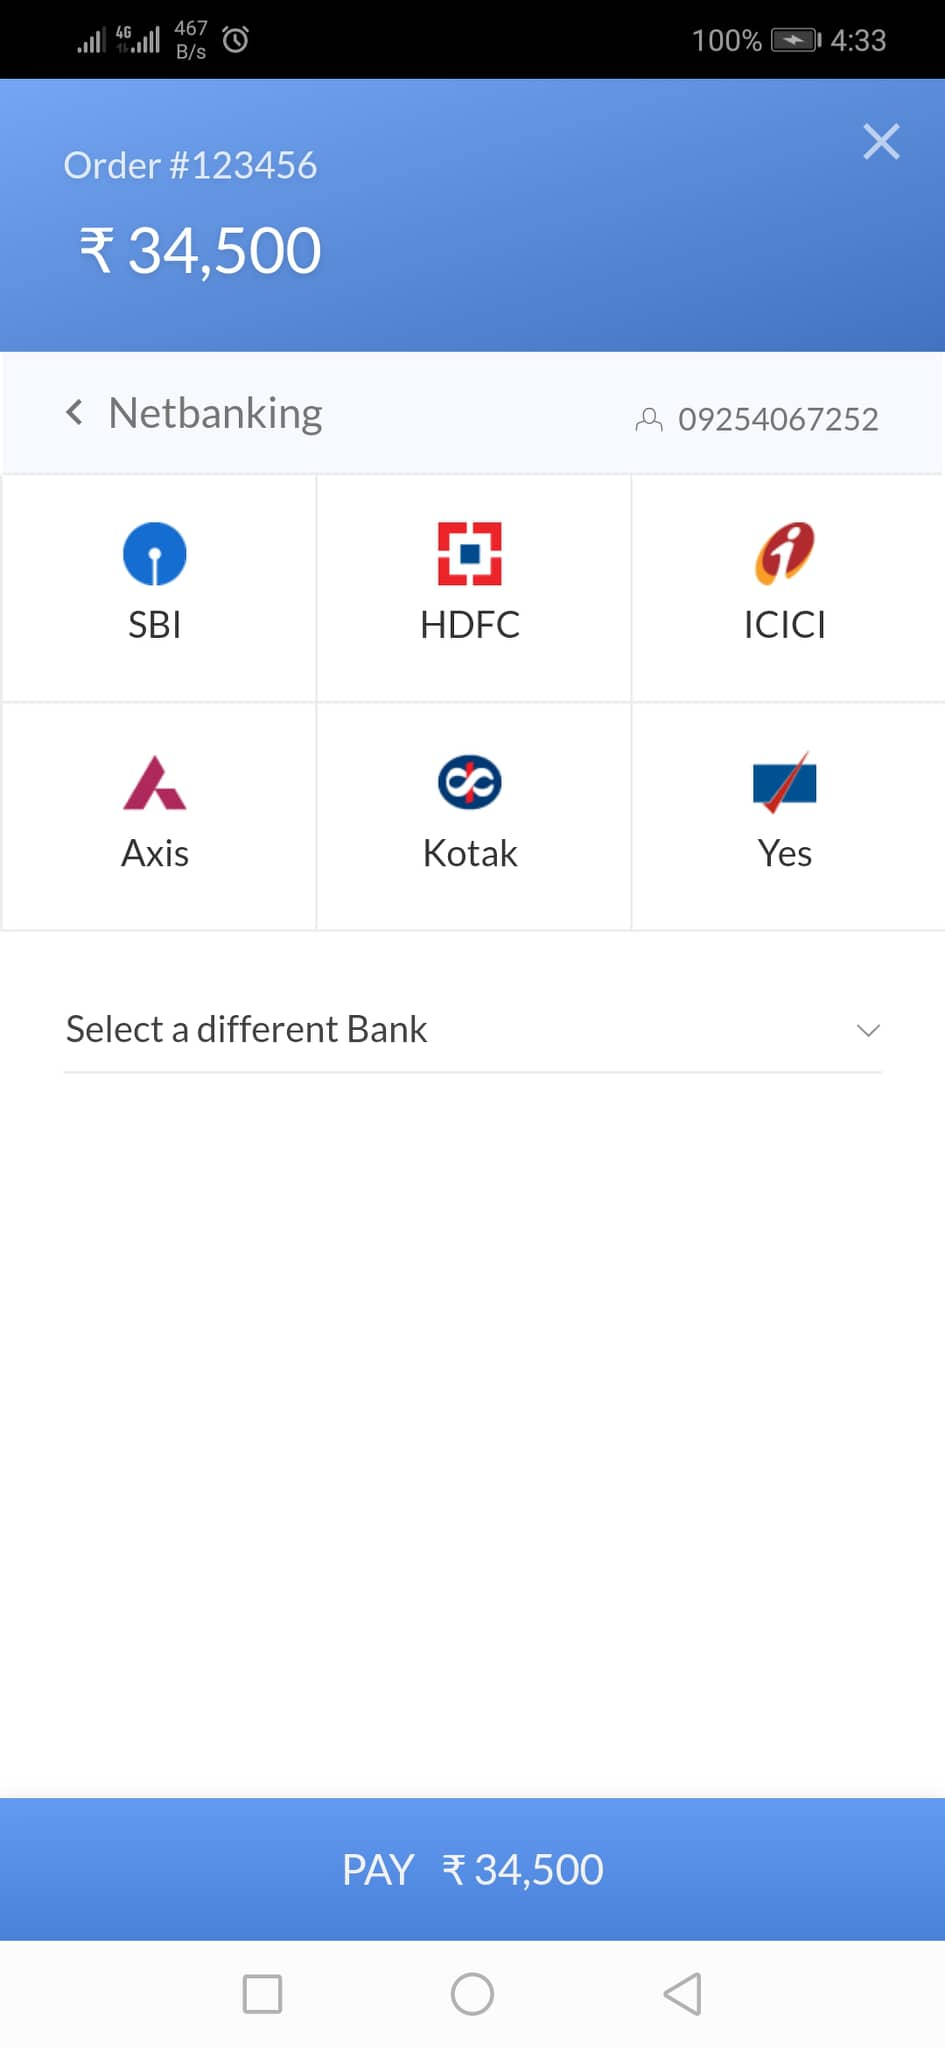 4G 467 B/s 100% 4:33
Order #123456
₹ 34,500
Netbanking 09254067252
SBI HDFC ICICI
Axis Kotak Yes
Select a different Bank
PAY ₹ 34,500